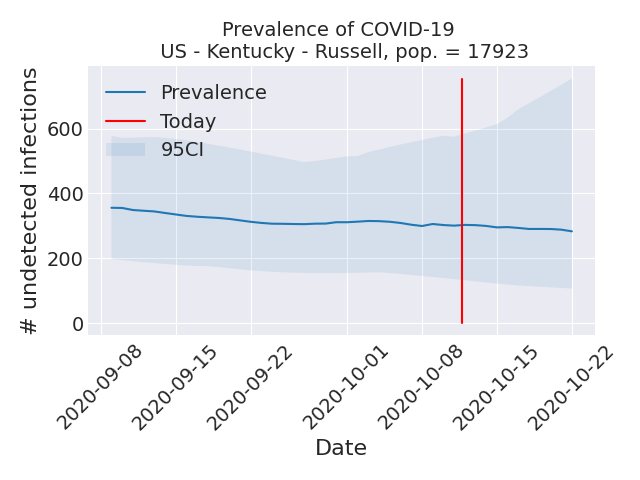 Prevalence of COVID-19
US - Kentucky - Russell, pop. = 17923
# undetected infections
600
400
200
0
Prevalence
Today
95CI
2020-09-08
2020-09-15
2020-09-22
2020-10-01
2020-10-08
2020-10-15
2020-10-22
Date